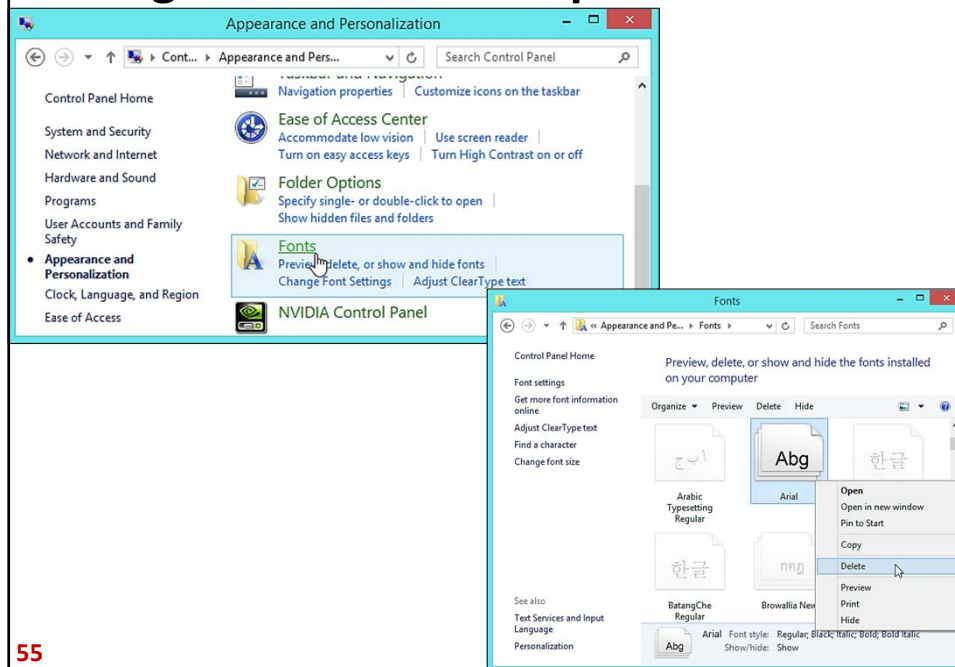 Appearance and Personalization
Cont... Appearance and Pers...
Search Control Panel
Control Panel Home
System and Security
Network and Internet
Hardware and Sound
Programs
User Accounts and Family
Safety
Appearance and
Personalization
Clock, Language, and Region
Ease of Access
Taskbar and Navigation
Navigation properties | Customize icons on the taskbar
Ease of Access Center
Accommodate low vision | Use screen reader |
Turn on easy access keys | Turn High Contrast on or off
Folder Options
Specify single- or double-click to open |
Show hidden files and folders
Fonts
delete, or show and hide fonts |
Change Font Settings | Adjust ClearType text
NVIDIA Control Panel
Fonts
« Appearance and Pe... Fonts
Search Fonts
Control Panel Home
Font settings
Get more font information
online
Adjust ClearType text
Find a character
Change font size
See also
Text Services and Input
Language
Personalization
Preview, delete, or show and hide the fonts installed
on your computer
Organize Preview Delete Hide
أب ج
Abg
한글
Arabic
Typesetting
Regular
Arial
한글
กคฎ
BatangChe
Regular
Browallia New
Open
Open in new window
Pin to Start
Copy
Delete
Preview
Print
Hide
Abg
Arial Font style: Regular; Black; Italic; Bold; Bold Italic
Show/hide: Show
55